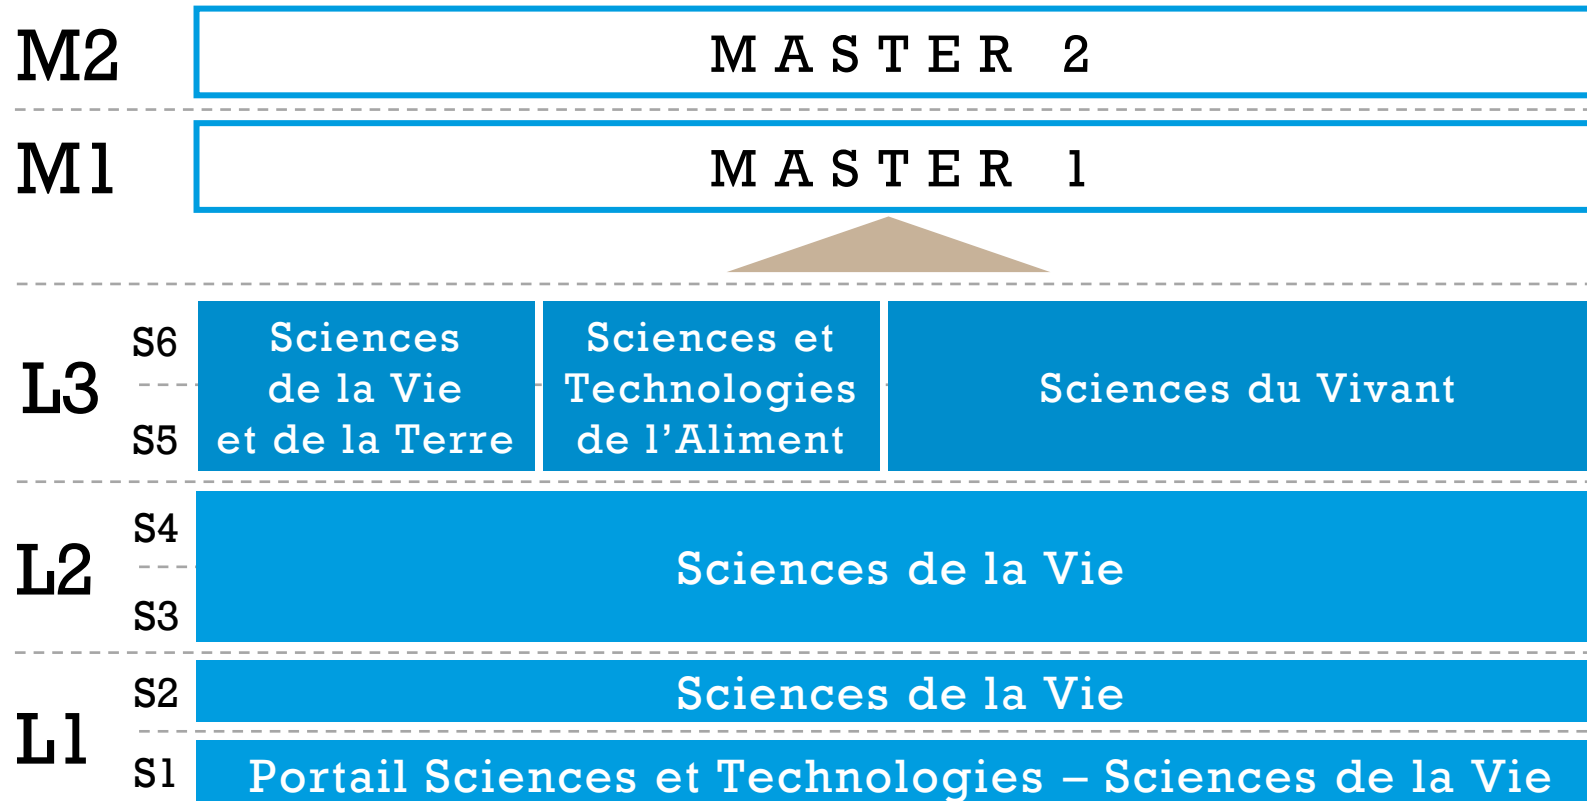 M2
MASTER 2
M1
MASTER 1
L3
S6
S5
Sciences
de la Vie
et de la Terre
Sciences et
Technologies
de l'Aliment
Sciences du Vivant
L2
S4
S3
Sciences de la Vie
L1
S2
Sciences de la Vie
S1
Portail Sciences et Technologies – Sciences de la Vie